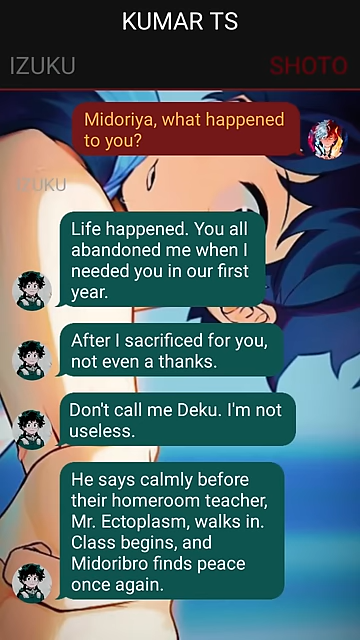 KUMAR TS
IZUKU
SHOTO
Midoriya, what happened
to you?
IZUKU
Life happened. You all
abandoned me when I
needed you in our first
year.
After I sacrificed for you,
not even a thanks.
Don't call me Deku. I'm not
useless.
He says calmly before
their homeroom teacher,
Mr. Ectoplasm, walks in.
Class begins, and
Midoribro finds peace
once again.